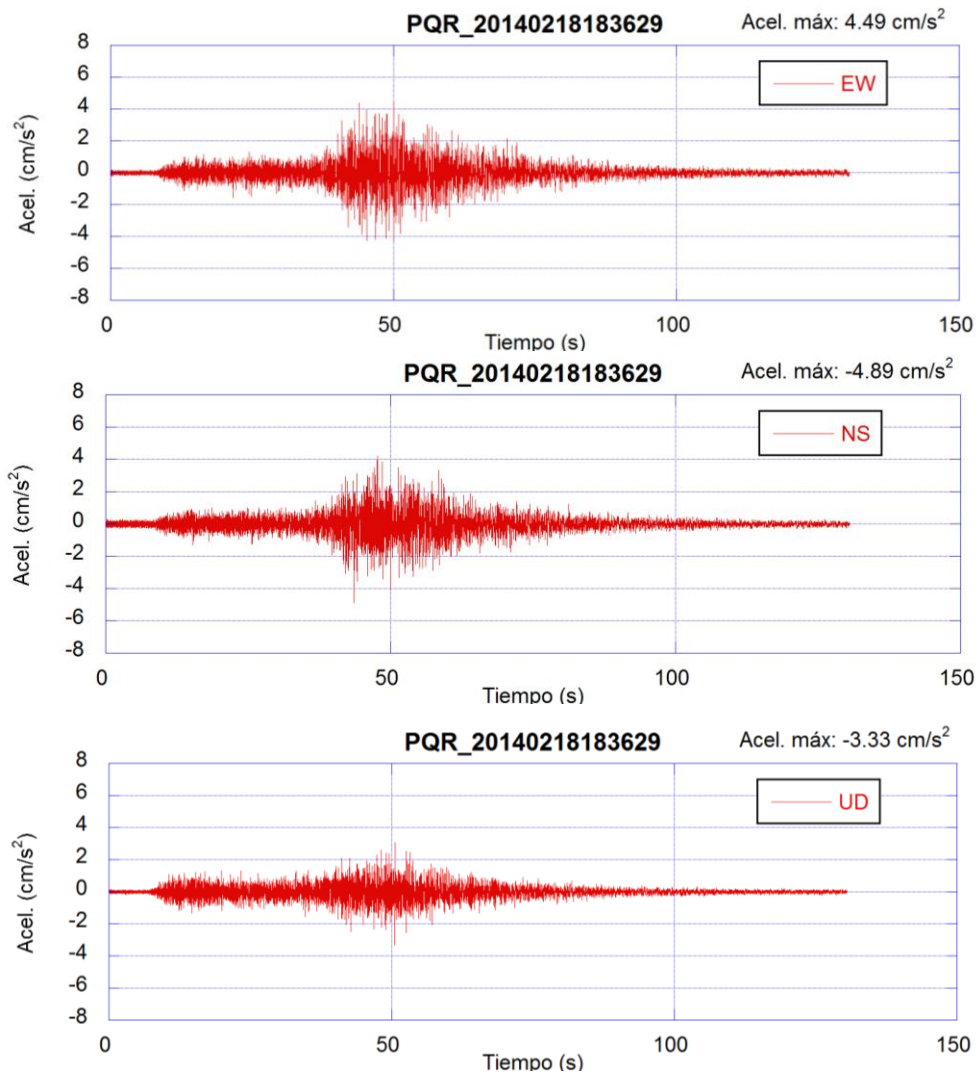 PQR_20140218183629 Acel. máx: 4.49 cm/s²
8
6
4
2
0
-2
-4
-6
-8
Acel. (cm/s²)
EW
0 50 100 150
Tiempo (s)
PQR_20140218183629 Acel. máx: -4.89 cm/s²
8
6
4
2
0
-2
-4
-6
-8
Acel. (cm/s²)
NS
0 50 100 150
Tiempo (s)
PQR_20140218183629 Acel. máx: -3.33 cm/s²
8
6
4
2
0
-2
-4
-6
-8
Acel. (cm/s²)
UD
0 50 100 150
Tiempo (s)